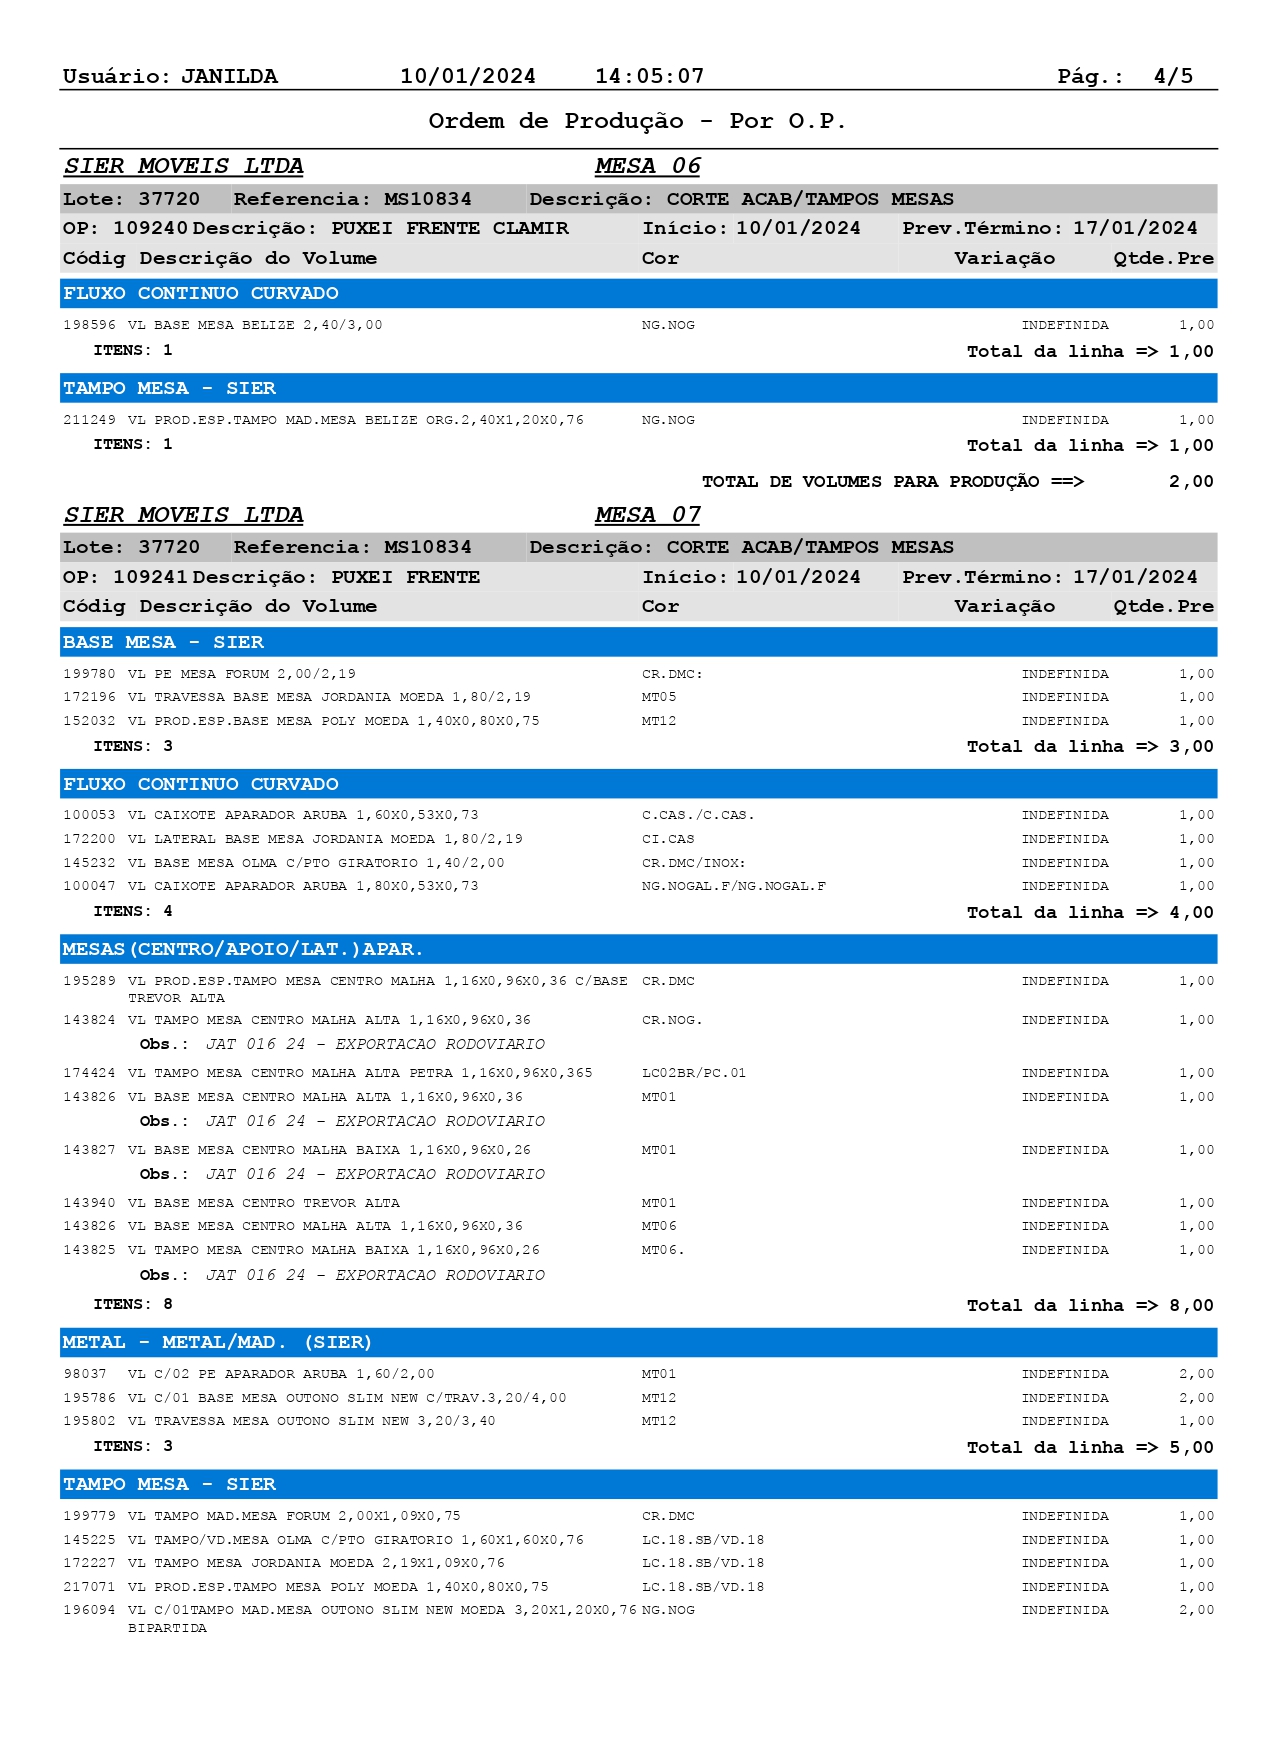 Usuário: JANILDA 10/01/2024 14:05:07 Pág.: 4/5
Ordem de Produção - Por O.P.
SIER MOVEIS LTDA MESA 06
Lote: 37720 Referencia: MS10834 Descrição: CORTE ACAB/TAMPOS MESAS
OP: 109240 Descrição: PUXEI FRENTE CLAMIR Início: 10/01/2024 Prev.Término: 17/01/2024
Códig Descrição do Volume Cor Variação Qtde.Pre
FLUXO CONTINUO CURVADO
198596 VL BASE MESA BELIZE 2,40/3,00 NG.NOG INDEFINIDA 1,00
ITENS: 1 Total da linha => 1,00
TAMPO MESA - SIER
211249 VL PROD.ESP.TAMPO MAD.MESA BELIZE ORG.2,40X1,20X0,76 NG.NOG INDEFINIDA 1,00
ITENS: 1 Total da linha => 1,00
TOTAL DE VOLUMES PARA PRODUÇÃO ==> 2,00
SIER MOVEIS LTDA MESA 07
Lote: 37720 Referencia: MS10834 Descrição: CORTE ACAB/TAMPOS MESAS
OP: 109241 Descrição: PUXEI FRENTE Início: 10/01/2024 Prev.Término: 17/01/2024
Códig Descrição do Volume Cor Variação Qtde.Pre
BASE MESA - SIER
199780 VL PE MESA FORUM 2,00/2,19 CR.DMC: INDEFINIDA 1,00
172196 VL TRAVESSA BASE MESA JORDANIA MOEDA 1,80/2,19 MT05 INDEFINIDA 1,00
152032 VL PROD.ESP.BASE MESA POLY MOEDA 1,40X0,80X0,75 MT12 INDEFINIDA 1,00
ITENS: 3 Total da linha => 3,00
FLUXO CONTINUO CURVADO
100053 VL CAIXOTE APARADOR ARUBA 1,60X0,53X0,73 C.CAS./C.CAS. INDEFINIDA 1,00
172200 VL LATERAL BASE MESA JORDANIA MOEDA 1,80/2,19 CI.CAS INDEFINIDA 1,00
145232 VL BASE MESA OLMA C/PTO GIRATORIO 1,40/2,00 CR.DMC/INOX: INDEFINIDA 1,00
100047 VL CAIXOTE APARADOR ARUBA 1,80X0,53X0,73 NG.NOGAL.F/NG.NOGAL.F INDEFINIDA 1,00
ITENS: 4 Total da linha => 4,00
MESAS(CENTRO/APOIO/LAT.)APAR.
195289 VL PROD.ESP.TAMPO MESA CENTRO MALHA 1,16X0,96X0,36 C/BASE CR.DMC INDEFINIDA 1,00
TREVOR ALTA
143824 VL TAMPO MESA CENTRO MALHA ALTA 1,16X0,96X0,36 CR.NOG. INDEFINIDA 1,00
Obs.: JAT 016 24 - EXPORTACAO RODOVIARIO
174424 VL TAMPO MESA CENTRO MALHA ALTA PETRA 1,16X0,96X0,365 LC02BR/PC.01 INDEFINIDA 1,00
143826 VL BASE MESA CENTRO MALHA ALTA 1,16X0,96X0,36 MT01 INDEFINIDA 1,00
Obs.: JAT 016 24 - EXPORTACAO RODOVIARIO
143827 VL BASE MESA CENTRO MALHA BAIXA 1,16X0,96X0,26 MT01 INDEFINIDA 1,00
Obs.: JAT 016 24 - EXPORTACAO RODOVIARIO
143940 VL BASE MESA CENTRO TREVOR ALTA MT01 INDEFINIDA 1,00
143826 VL BASE MESA CENTRO MALHA ALTA 1,16X0,96X0,36 MT06 INDEFINIDA 1,00
143825 VL TAMPO MESA CENTRO MALHA BAIXA 1,16X0,96X0,26 MT06. INDEFINIDA 1,00
Obs.: JAT 016 24 - EXPORTACAO RODOVIARIO
ITENS: 8 Total da linha => 8,00
METAL - METAL/MAD. (SIER)
98037 VL C/02 PE APARADOR ARUBA 1,60/2,00 MT01 INDEFINIDA 2,00
195786 VL C/01 BASE MESA OUTONO SLIM NEW C/TRAV.3,20/4,00 MT12 INDEFINIDA 2,00
195802 VL TRAVESSA MESA OUTONO SLIM NEW 3,20/3,40 MT12 INDEFINIDA 1,00
ITENS: 3 Total da linha => 5,00
TAMPO MESA - SIER
199779 VL TAMPO MAD.MESA FORUM 2,00X1,09X0,75 CR.DMC INDEFINIDA 1,00
145225 VL TAMPO/VD.MESA OLMA C/PTO GIRATORIO 1,60X1,60X0,76 LC.18.SB/VD.18 INDEFINIDA 1,00
172227 VL TAMPO MESA JORDANIA MOEDA 2,19X1,09X0,76 LC.18.SB/VD.18 INDEFINIDA 1,00
217071 VL PROD.ESP.TAMPO MESA POLY MOEDA 1,40X0,80X0,75 LC.18.SB/VD.18 INDEFINIDA 1,00
196094 VL C/01TAMPO MAD.MESA OUTONO SLIM NEW MOEDA 3,20X1,20X0,76 NG.NOG INDEFINIDA 2,00
BIPARTIDA